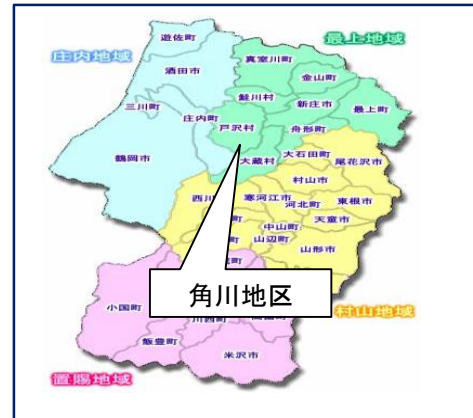 遊佐町
最上地域
庄内地域
真室川町
酒田市
金山町
鮭川村
新庄市
最上町
三川町
庄内町
戸沢村
舟形町
鶴岡市
大蔵村
大石田町
尾花沢市
村山市
西川
寒河江市
河北町
東根市
天童市
中山町
山辺町
山形市
角川地区
小国町
川西町
村山地域
飯豊町
米沢市
置賜地域